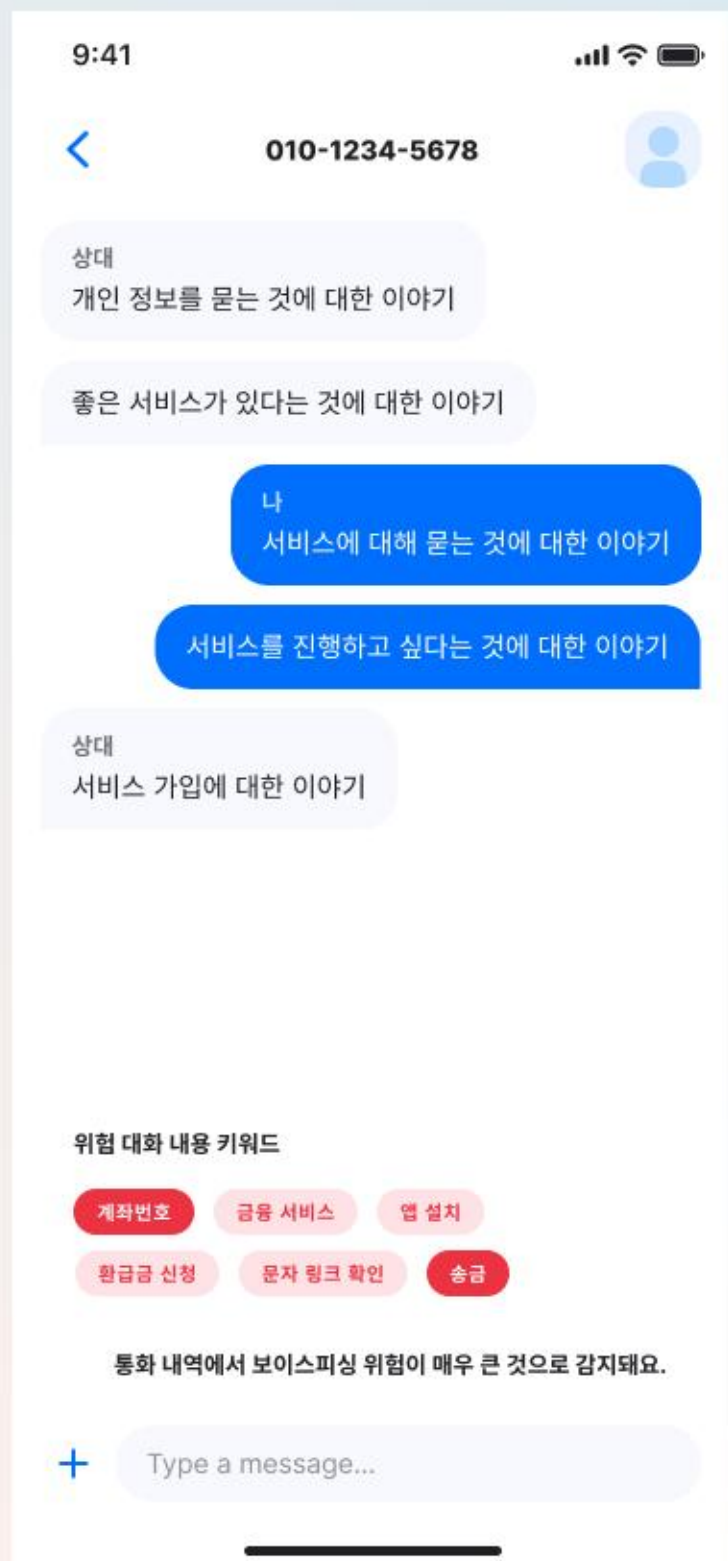 9:41
010-1234-5678
상대
개인 정보를 묻는 것에 대한 이야기
좋은 서비스가 있다는 것에 대한 이야기
나
서비스에 대해 묻는 것에 대한 이야기
서비스를 진행하고 싶다는 것에 대한 이야기
상대
서비스 가입에 대한 이야기
위험 대화 내용 키워드
계좌번호 금융 서비스 앱 설치
환급금 신청 문자 링크 확인 송금
통화 내역에서 보이스피싱 위험이 매우 큰 것으로 감지돼요.
Type a message...